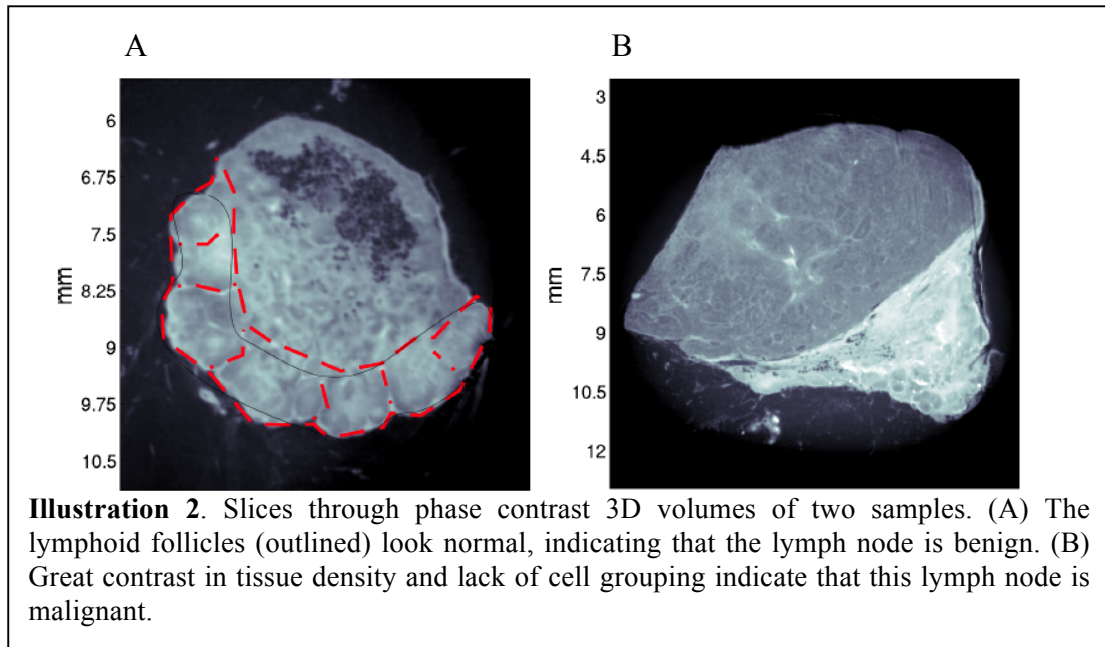 A
B
6
6.75
7.5
8.25
9
9.75
10.5
mm
3
4.5
6
7.5
9
10.5
12
mm
Illustration 2. Slices through phase contrast 3D volumes of two samples. (A) The
lymphoid follicles (outlined) look normal, indicating that the lymph node is benign. (B)
Great contrast in tissue density and lack of cell grouping indicate that this lymph node is
malignant.